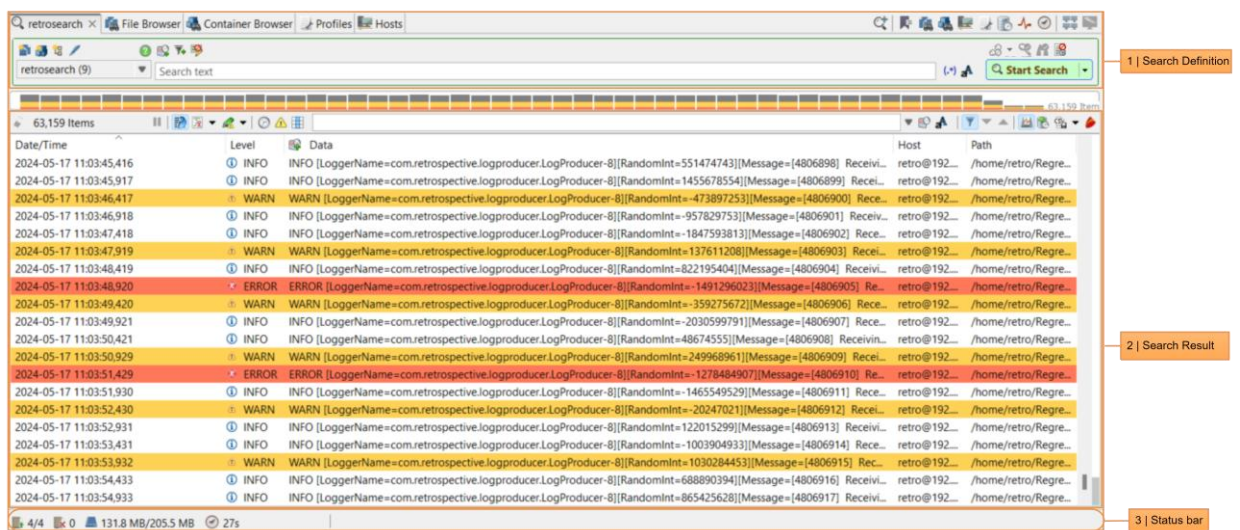 retrosearch × File Browser Container Browser Profiles Hosts
retrosearch (9) Search text (.*) Start Search
1 | Search Definition
63,159 Item
63,159 Items
Date/Time Level Data Host Path
2024-05-17 11:03:45,416 INFO INFO [LoggerName=com.retrospective.logproducer.LogProducer-8][RandomInt=551474743][Message=[4806898] Receivi... retro@192.... /home/retro/Regre...
2024-05-17 11:03:45,917 INFO INFO [LoggerName=com.retrospective.logproducer.LogProducer-8][RandomInt=1455678554][Message=[4806899] Recei... retro@192.... /home/retro/Regre...
2024-05-17 11:03:46,417 WARN WARN [LoggerName=com.retrospective.logproducer.LogProducer-8][RandomInt=-473897253][Message=[4806900] Rece... retro@192.... /home/retro/Regre...
2024-05-17 11:03:46,918 INFO INFO [LoggerName=com.retrospective.logproducer.LogProducer-8][RandomInt=-957829753][Message=[4806901] Receiv... retro@192.... /home/retro/Regre...
2024-05-17 11:03:47,418 INFO INFO [LoggerName=com.retrospective.logproducer.LogProducer-8][RandomInt=-1847593813][Message=[4806902] Rece... retro@192.... /home/retro/Regre...
2024-05-17 11:03:47,919 WARN WARN [LoggerName=com.retrospective.logproducer.LogProducer-8][RandomInt=137611208][Message=[4806903] Recei... retro@192.... /home/retro/Regre...
2024-05-17 11:03:48,419 INFO INFO [LoggerName=com.retrospective.logproducer.LogProducer-8][RandomInt=822195404][Message=[4806904] Receivi... retro@192.... /home/retro/Regre...
2024-05-17 11:03:48,920 ERROR ERROR [LoggerName=com.retrospective.logproducer.LogProducer-8][RandomInt=-1491296023][Message=[4806905] Re... retro@192.... /home/retro/Regre...
2024-05-17 11:03:49,420 WARN WARN [LoggerName=com.retrospective.logproducer.LogProducer-8][RandomInt=-359275672][Message=[4806906] Rece... retro@192.... /home/retro/Regre...
2024-05-17 11:03:49,921 INFO INFO [LoggerName=com.retrospective.logproducer.LogProducer-8][RandomInt=-2030599791][Message=[4806907] Rece... retro@192.... /home/retro/Regre...
2024-05-17 11:03:50,421 INFO INFO [LoggerName=com.retrospective.logproducer.LogProducer-8][RandomInt=48674555][Message=[4806908] Receivin... retro@192.... /home/retro/Regre...
2024-05-17 11:03:50,929 WARN WARN [LoggerName=com.retrospective.logproducer.LogProducer-8][RandomInt=249968961][Message=[4806909] Recei... retro@192.... /home/retro/Regre...
2 | Search Result
2024-05-17 11:03:51,429 ERROR ERROR [LoggerName=com.retrospective.logproducer.LogProducer-8][RandomInt=-1278484907][Message=[4806910] Re... retro@192.... /home/retro/Regre...
2024-05-17 11:03:51,930 INFO INFO [LoggerName=com.retrospective.logproducer.LogProducer-8][RandomInt=-1465549529][Message=[4806911] Rece... retro@192.... /home/retro/Regre...
2024-05-17 11:03:52,430 WARN WARN [LoggerName=com.retrospective.logproducer.LogProducer-8][RandomInt=-20247021][Message=[4806912] Recei... retro@192.... /home/retro/Regre...
2024-05-17 11:03:52,931 INFO INFO [LoggerName=com.retrospective.logproducer.LogProducer-8][RandomInt=122015299][Message=[4806913] Receivi... retro@192.... /home/retro/Regre...
2024-05-17 11:03:53,431 INFO INFO [LoggerName=com.retrospective.logproducer.LogProducer-8][RandomInt=-1003904933][Message=[4806914] Rece... retro@192.... /home/retro/Regre...
2024-05-17 11:03:53,932 WARN WARN [LoggerName=com.retrospective.logproducer.LogProducer-8][RandomInt=1030284453][Message=[4806915] Rec... retro@192.... /home/retro/Regre...
2024-05-17 11:03:54,433 INFO INFO [LoggerName=com.retrospective.logproducer.LogProducer-8][RandomInt=688890394][Message=[4806916] Receivi... retro@192.... /home/retro/Regre...
2024-05-17 11:03:54,933 INFO INFO [LoggerName=com.retrospective.logproducer.LogProducer-8][RandomInt=865425628][Message=[4806917] Receivi... retro@192.... /home/retro/Regre...
4/4 0 131.8 MB/205.5 MB 27s
3 | Status bar